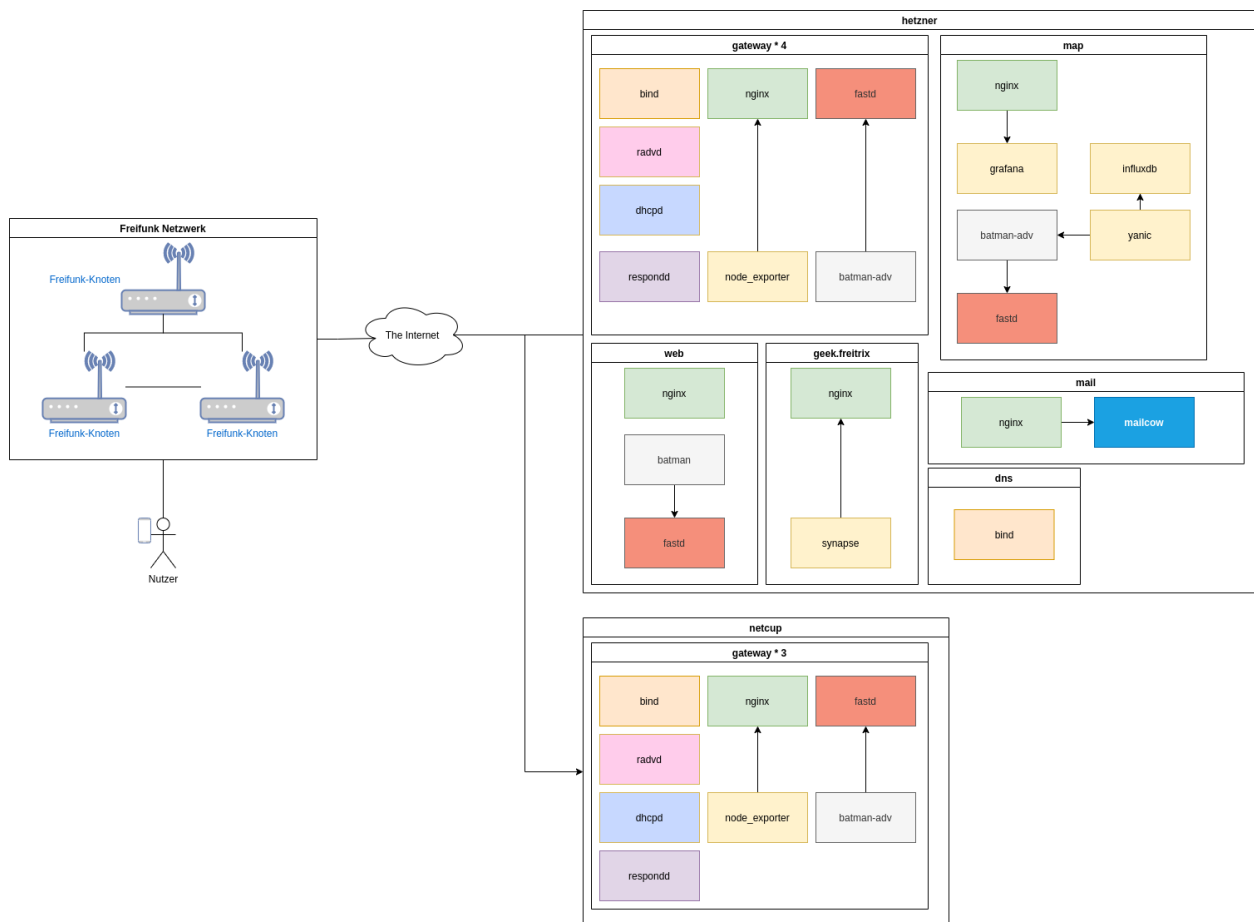 Freifunk Netzwerk
Freifunk-Knoten
Freifunk-Knoten
Freifunk-Knoten
Nutzer
The Internet
hetzner
gateway * 4
bind
nginx
fastd
radvd
dhcpd
respondd
node_exporter
batman-adv
map
nginx
grafana
influxdb
batman-adv
yanic
fastd
web
nginx
batman
fastd
geek.freitrix
nginx
synapse
mail
nginx
mailcow
dns
bind
netcup
gateway * 3
bind
nginx
fastd
radvd
dhcpd
node_exporter
batman-adv
respondd